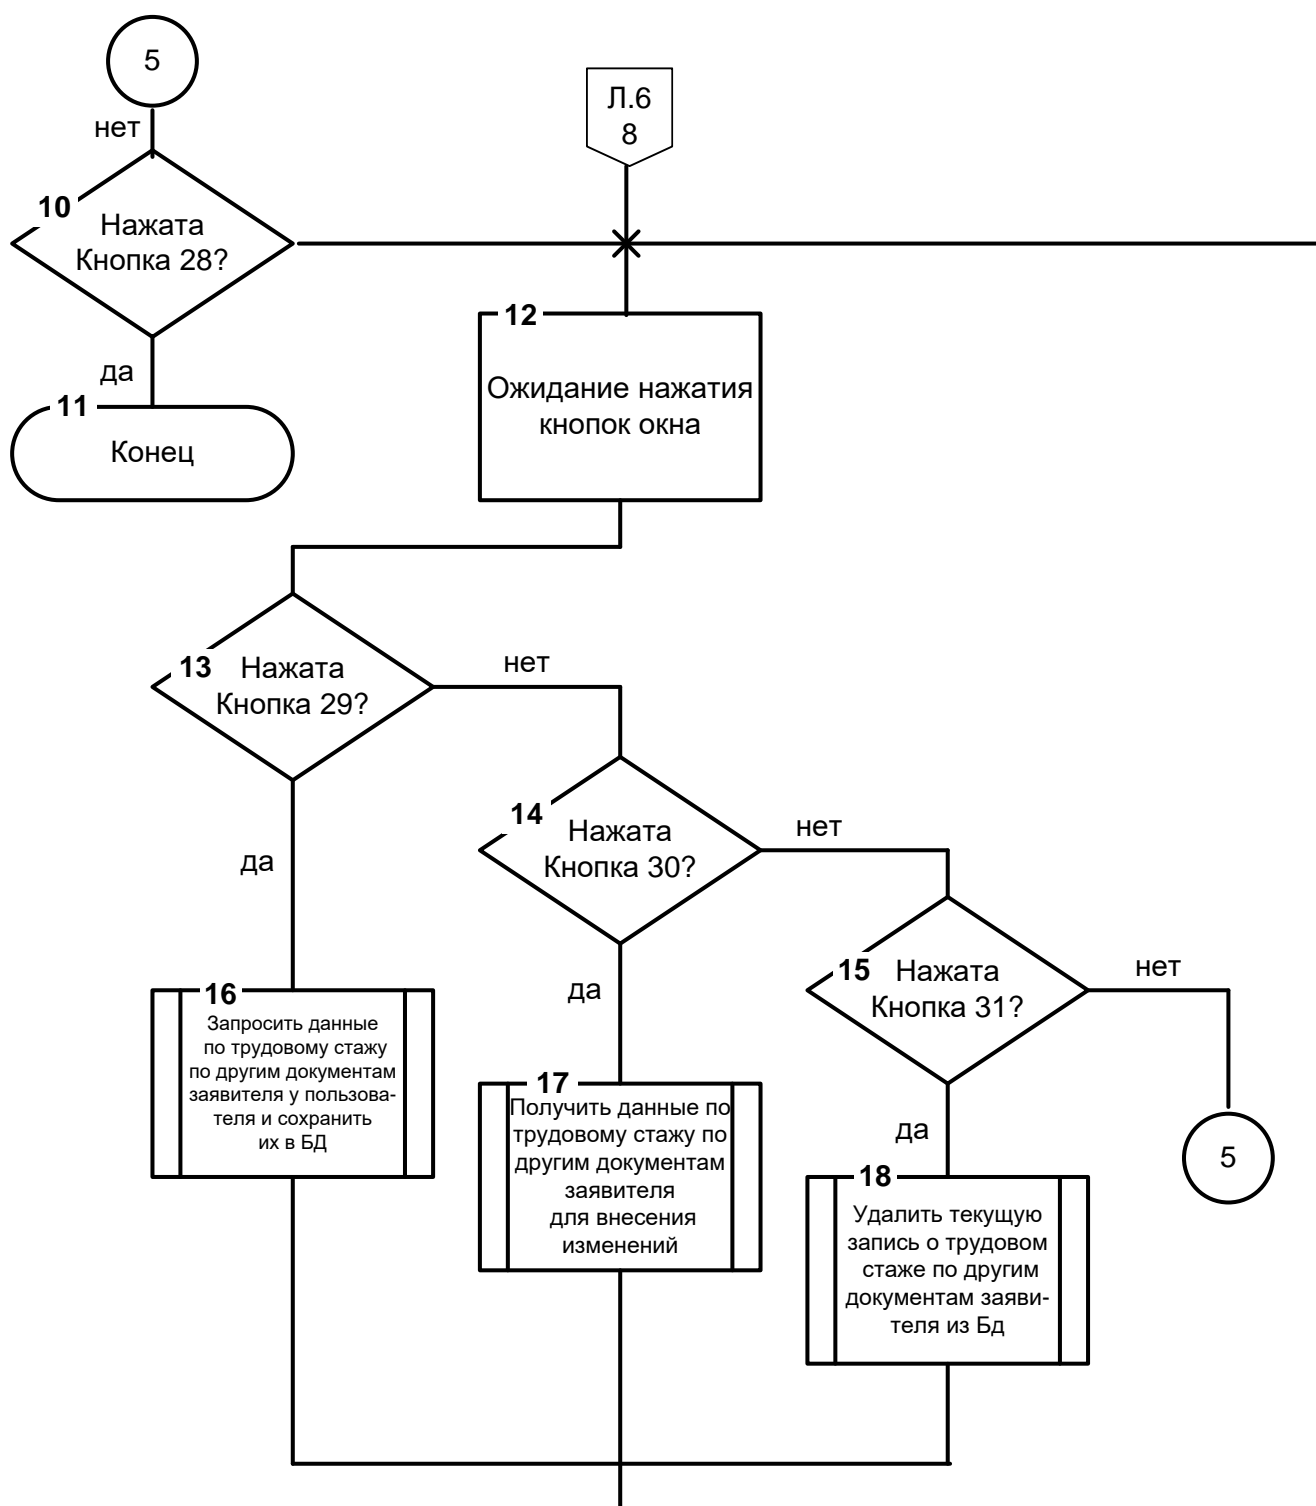 5
нет
Л.6
8
10
Нажата
Кнопка 28?
да
11
Конец
12
Ожидание нажатия
кнопок окна
13
Нажата
Кнопка 29?
нет
да
14
Нажата
Кнопка 30?
нет
да
15
Нажата
Кнопка 31?
нет
да
5
16
Запросить данные
по трудовому стажу
по другим документам
заявителя у пользова-
теля и сохранить
их в БД
17
Получить данные по
трудовому стажу по
другим документам
заявителя
для внесения
изменений
18
Удалить текущую
запись о трудовом
стаже по другим
документам заяви-
теля из Бд